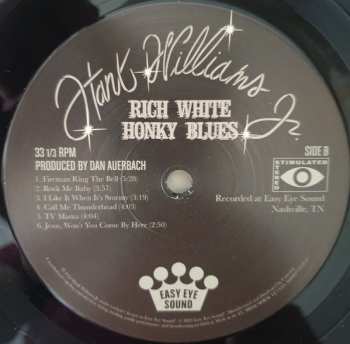 Hank Williams Jr.
RICH WHITE
HONKY BLUES
33 1/3 RPM
PRODUCED BY DAN AUERBACH
SIDE B
STEREO
STIMULATED
1. Fireman Ring The Bell (5:28)
2. Rock Me Baby (3:57)
3. I Like It When It's Stormy (3:19)
4. Call Me Thunderhead (4:03)
5. TV Mama (4:04)
6. Jesus, Won't You Come By Here (2:50)
Recorded at Easy Eye Sound
Nashville, TN
EASY EYE
SOUND